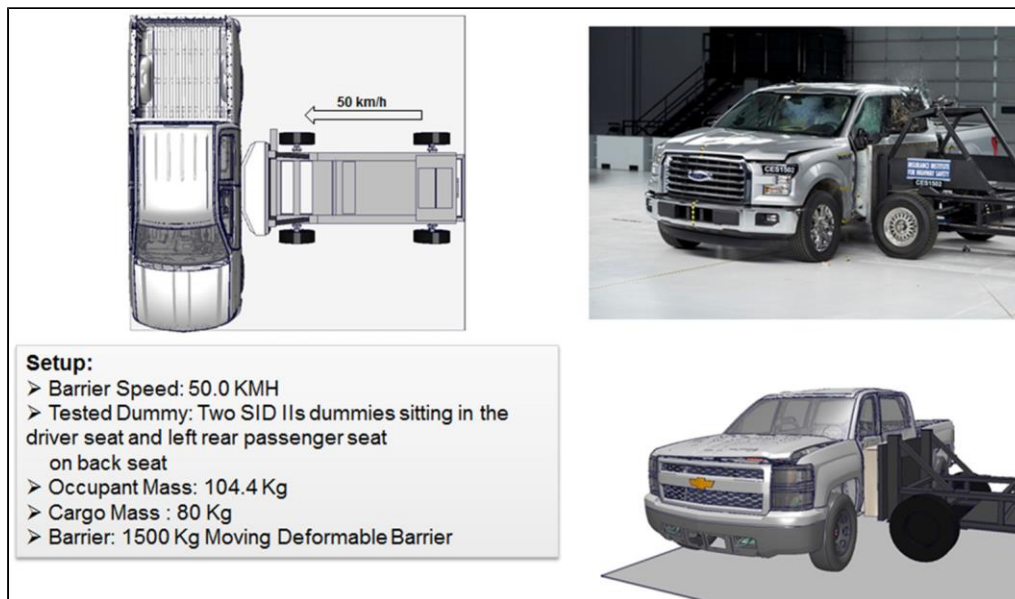 50 km/h
CES1502
INSURANCE INSTITUTE
FOR HIGHWAY SAFETY
CES1502
Ford
Setup:
➢ Barrier Speed: 50.0 KMH
➢ Tested Dummy: Two SID IIs dummies sitting in the
driver seat and left rear passenger seat
on back seat
➢ Occupant Mass: 104.4 Kg
➢ Cargo Mass : 80 Kg
➢ Barrier: 1500 Kg Moving Deformable Barrier